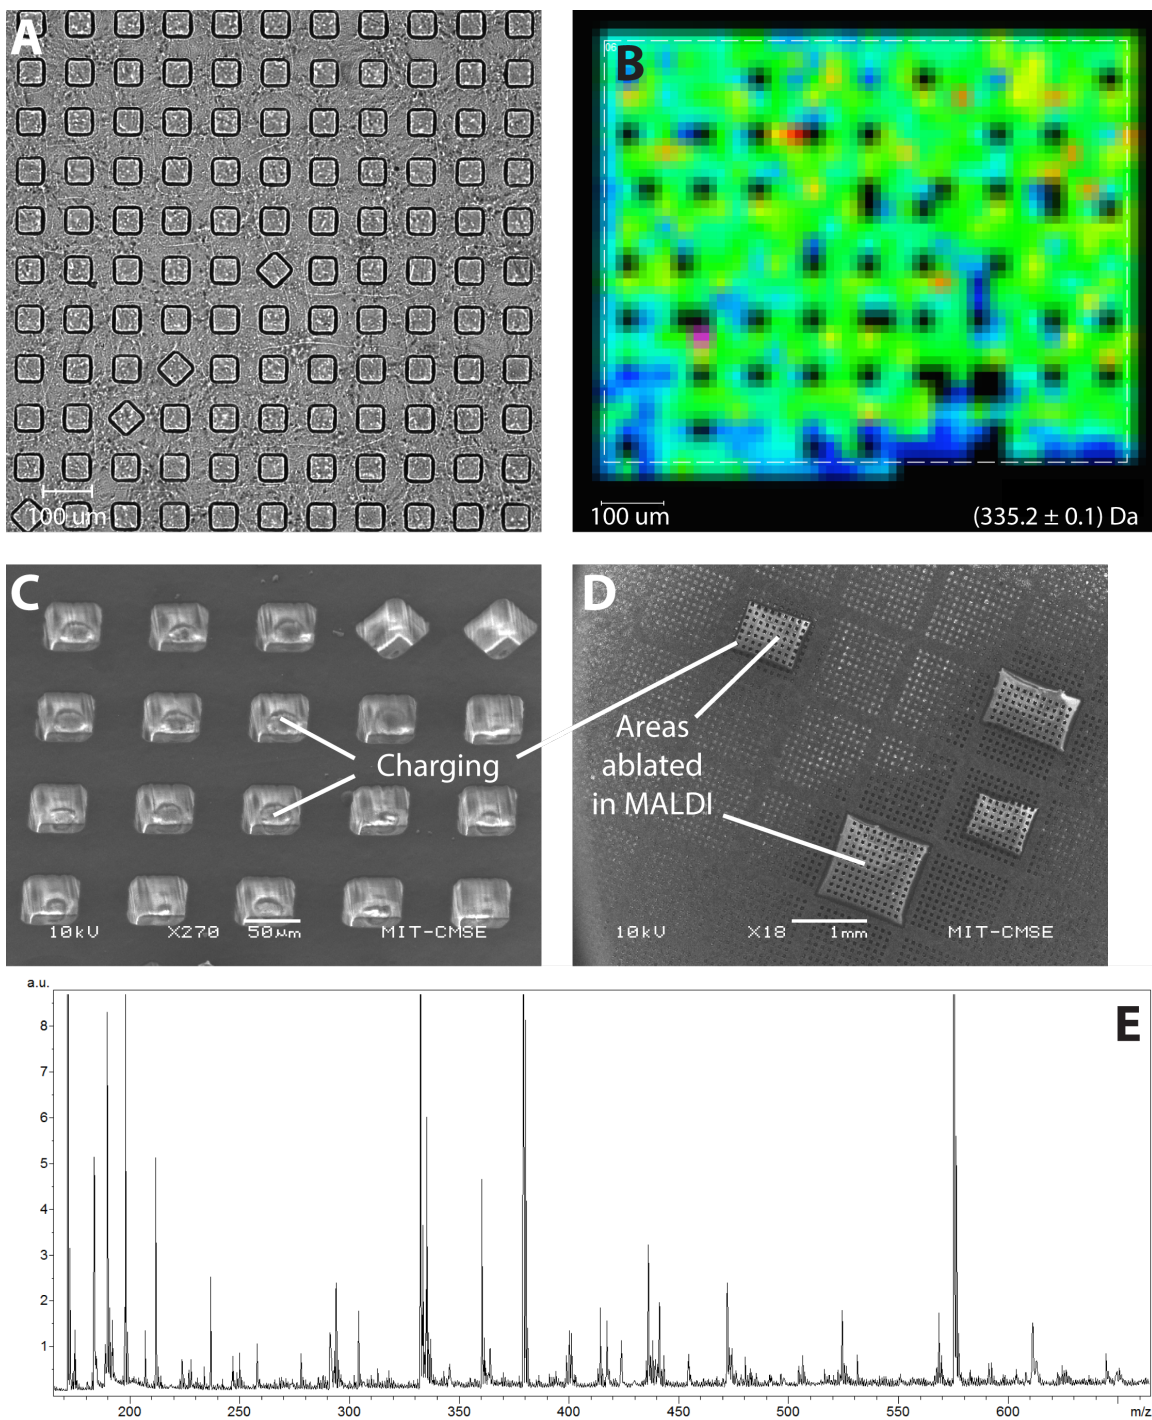 A
100 um
06
B
100 um
(335.2 ± 0.1) Da
C
Charging
10kV X270 50µm MIT-CMSE
D
Areas
ablated
in MALDI
10kV X18 1mm MIT-CMSE
a.u.
E
8
7
6
5
4
3
2
1
200 250 300 350 400 450 500 550 600 m/z